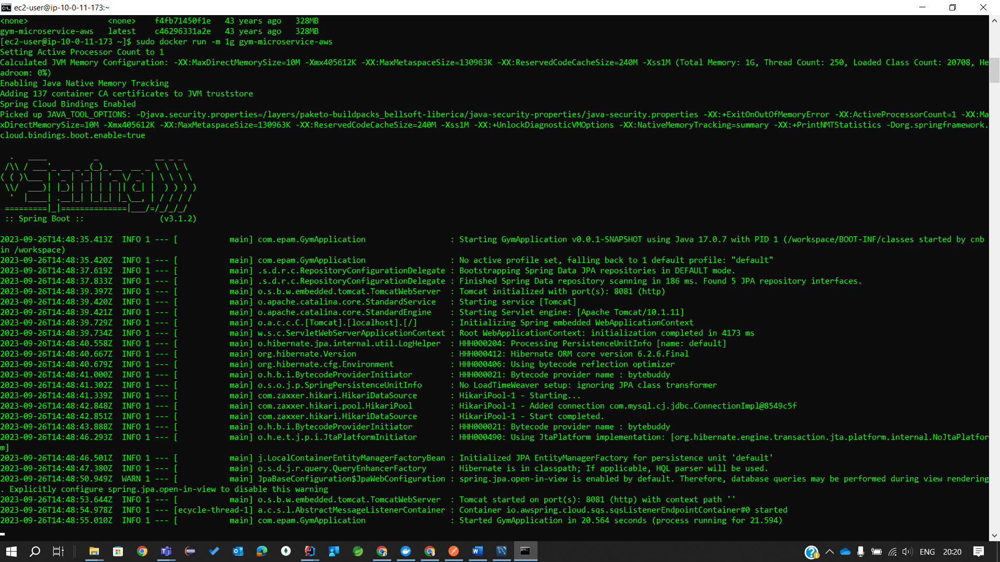 ec2-user@ip-10-0-11-173:~
<none>                 <none>    f4fb71450f1e   43 years ago   328MB
gym-microservice-aws   latest    c46296331a2e   43 years ago   328MB
[ec2-user@ip-10-0-11-173 ~]$ sudo docker run -m 1g gym-microservice-aws
Setting Active Processor Count to 1
Calculated JVM Memory Configuration: -XX:MaxDirectMemorySize=10M -Xmx405612K -XX:MaxMetaspaceSize=130963K -XX:ReservedCodeCacheSize=240M -Xss1M (Total Memory: 1G, Thread Count: 250, Loaded Class Count: 20708, He
adroom: 0%)
Enabling Java Native Memory Tracking
Adding 137 container CA certificates to JVM truststore
Spring Cloud Bindings Enabled
Picked up JAVA_TOOL_OPTIONS: -Djava.security.properties=/layers/paketo-buildpacks_bellsoft-liberica/java-security-properties/java-security.properties -XX:+ExitOnOutOfMemoryError -XX:ActiveProcessorCount=1 -XX:Ma
xDirectMemorySize=10M -Xmx405612K -XX:MaxMetaspaceSize=130963K -XX:ReservedCodeCacheSize=240M -Xss1M -XX:+UnlockDiagnosticVMOptions -XX:NativeMemoryTracking=summary -XX:+PrintNMTStatistics -Dorg.springframework.
cloud.bindings.boot.enable=true
  .   ____          _            __ _ _
 /\\ / ___'_ __ _ _(_)_ __  __ _ \ \ \ \
( ( )\___ | '_ | '_| | '_ \/ _` | \ \ \ \
 \\/  ___)| |_)| | | | | || (_| |  ) ) ) )
  '  |____| .__|_| |_|_| |_\__, | / / / /
 =========|_|==============|___/=/_/_/_/
 :: Spring Boot ::                (v3.1.2)
2023-09-26T14:48:35.413Z  INFO 1 --- [           main] com.epam.GymApplication                  : Starting GymApplication v0.0.1-SNAPSHOT using Java 17.0.7 with PID 1 (/workspace/BOOT-INF/classes started by cnb
in /workspace)
2023-09-26T14:48:35.420Z  INFO 1 --- [           main] com.epam.GymApplication                  : No active profile set, falling back to 1 default profile: "default"
2023-09-26T14:48:37.619Z  INFO 1 --- [           main] .s.d.r.c.RepositoryConfigurationDelegate : Bootstrapping Spring Data JPA repositories in DEFAULT mode.
2023-09-26T14:48:37.833Z  INFO 1 --- [           main] .s.d.r.c.RepositoryConfigurationDelegate : Finished Spring Data repository scanning in 186 ms. Found 5 JPA repository interfaces.
2023-09-26T14:48:39.397Z  INFO 1 --- [           main] o.s.b.w.embedded.tomcat.TomcatWebServer  : Tomcat initialized with port(s): 8081 (http)
2023-09-26T14:48:39.420Z  INFO 1 --- [           main] o.apache.catalina.core.StandardService   : Starting service [Tomcat]
2023-09-26T14:48:39.421Z  INFO 1 --- [           main] o.apache.catalina.core.StandardEngine    : Starting Servlet engine: [Apache Tomcat/10.1.11]
2023-09-26T14:48:39.729Z  INFO 1 --- [           main] o.a.c.c.C.[Tomcat].[localhost].[/]       : Initializing Spring embedded WebApplicationContext
2023-09-26T14:48:39.734Z  INFO 1 --- [           main] w.s.c.ServletWebServerApplicationContext : Root WebApplicationContext: initialization completed in 4173 ms
2023-09-26T14:48:40.558Z  INFO 1 --- [           main] o.hibernate.jpa.internal.util.LogHelper  : HHH000204: Processing PersistenceUnitInfo [name: default]
2023-09-26T14:48:40.667Z  INFO 1 --- [           main] org.hibernate.Version                    : HHH000412: Hibernate ORM core version 6.2.6.Final
2023-09-26T14:48:40.679Z  INFO 1 --- [           main] org.hibernate.cfg.Environment            : HHH000406: Using bytecode reflection optimizer
2023-09-26T14:48:41.000Z  INFO 1 --- [           main] o.h.b.i.BytecodeProviderInitiator        : HHH000021: Bytecode provider name : bytebuddy
2023-09-26T14:48:41.302Z  INFO 1 --- [           main] o.s.o.j.p.SpringPersistenceUnitInfo      : No LoadTimeWeaver setup: ignoring JPA class transformer
2023-09-26T14:48:41.339Z  INFO 1 --- [           main] com.zaxxer.hikari.HikariDataSource       : HikariPool-1 - Starting...
2023-09-26T14:48:42.848Z  INFO 1 --- [           main] com.zaxxer.hikari.pool.HikariPool        : HikariPool-1 - Added connection com.mysql.cj.jdbc.ConnectionImpl@8549c5f
2023-09-26T14:48:42.851Z  INFO 1 --- [           main] com.zaxxer.hikari.HikariDataSource       : HikariPool-1 - Start completed.
2023-09-26T14:48:43.888Z  INFO 1 --- [           main] o.h.b.i.BytecodeProviderInitiator        : HHH000021: Bytecode provider name : bytebuddy
2023-09-26T14:48:46.293Z  INFO 1 --- [           main] o.h.e.t.j.p.i.JtaPlatformInitiator       : HHH000490: Using JtaPlatform implementation: [org.hibernate.engine.transaction.jta.platform.internal.NoJtaPlatfor
m]
2023-09-26T14:48:46.501Z  INFO 1 --- [           main] j.LocalContainerEntityManagerFactoryBean : Initialized JPA EntityManagerFactory for persistence unit 'default'
2023-09-26T14:48:47.380Z  INFO 1 --- [           main] o.s.d.j.r.query.QueryEnhancerFactory     : Hibernate is in classpath; If applicable, HQL parser will be used.
2023-09-26T14:48:50.949Z  WARN 1 --- [           main] JpaBaseConfiguration$JpaWebConfiguration : spring.jpa.open-in-view is enabled by default. Therefore, database queries may be performed during view rendering
. Explicitly configure spring.jpa.open-in-view to disable this warning
2023-09-26T14:48:53.644Z  INFO 1 --- [           main] o.s.b.w.embedded.tomcat.TomcatWebServer  : Tomcat started on port(s): 8081 (http) with context path ''
2023-09-26T14:48:54.978Z  INFO 1 --- [ecycle-thread-1] a.c.s.l.AbstractMessageListenerContainer : Container io.awspring.cloud.sqs.sqsListenerEndpointContainer#0 started
2023-09-26T14:48:55.010Z  INFO 1 --- [           main] com.epam.GymApplication                  : Started GymApplication in 20.564 seconds (process running for 21.594)
ENG 20:20